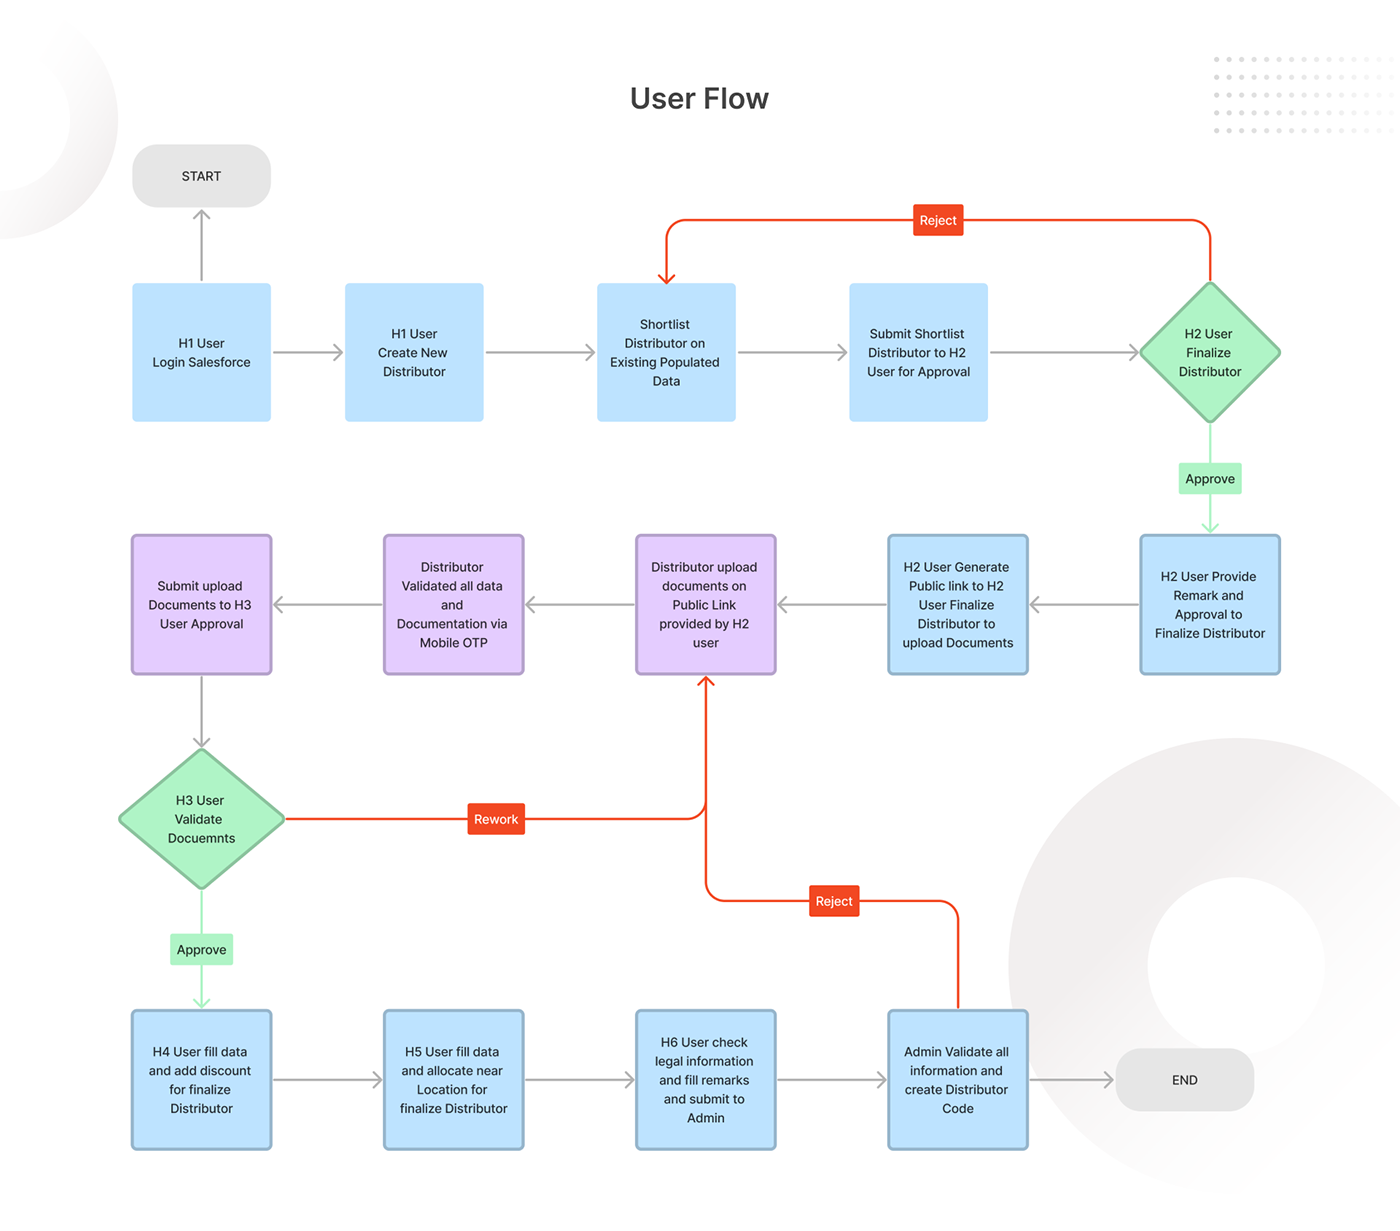 User Flow
START
Reject
H1 User
Login Salesforce
H1 User
Create New
Distributor
Shortlist
Distributor on
Existing Populated
Data
Submit Shortlist
Distributor to H2
User for Approval
H2 User
Finalize
Distributor
Approve
Submit upload
Documents to H3
User Approval
Distributor
Validated all data
and
Documentation via
Mobile OTP
Distributor upload
documents on
Public Link
provided by H2
user
H2 User Generate
Public link to H2
User Finalize
Distributor to
upload Documents
H2 User Provide
Remark and
Approval to
Finalize Distributor
H3 User
Validate
Docuemnts
Rework
Reject
Approve
H4 User fill data
and add discount
for finalize
Distributor
H5 User fill data
and allocate near
Location for
finalize Distributor
H6 User check
legal information
and fill remarks
and submit to
Admin
Admin Validate all
information and
create Distributor
Code
END